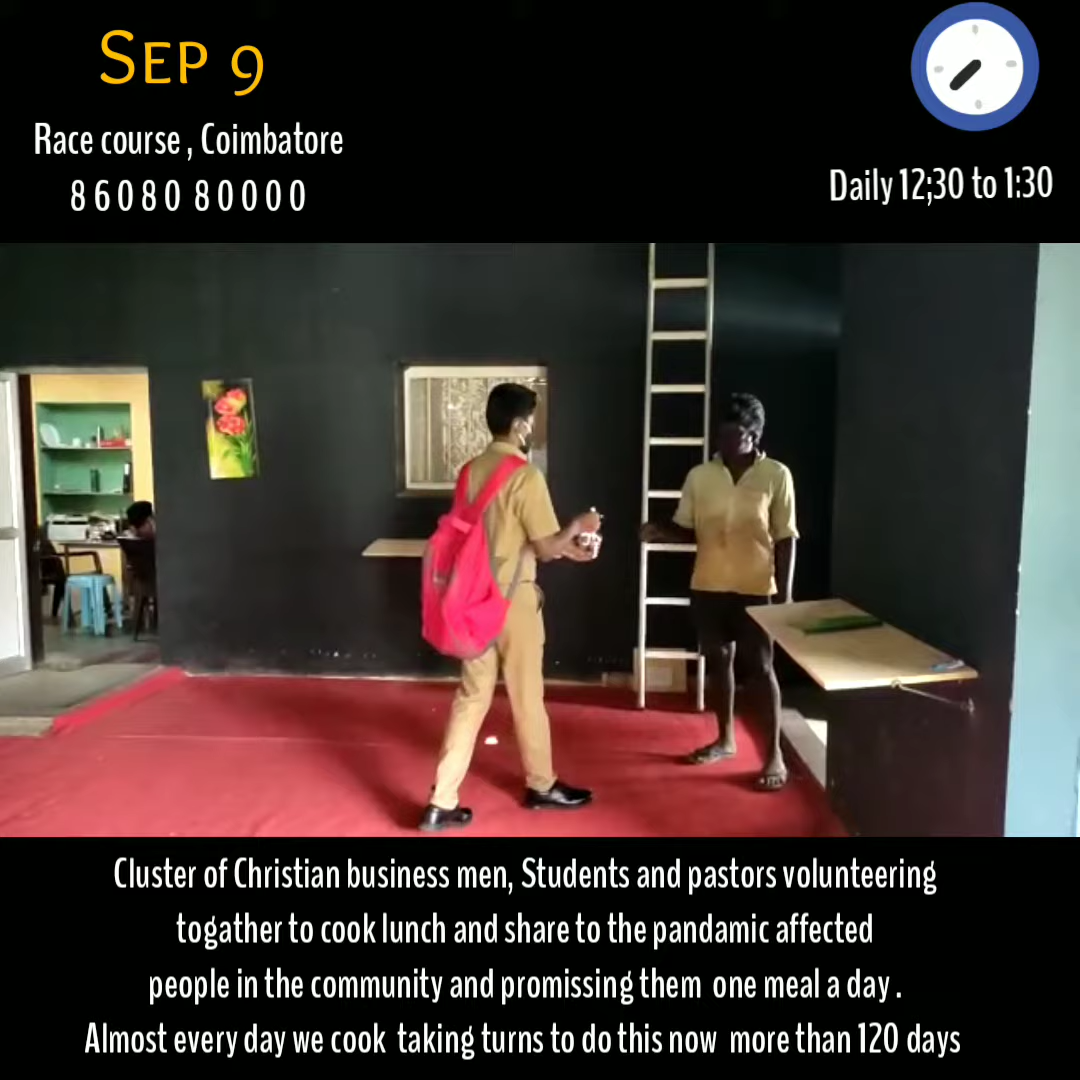 Sep 9
Race course , Coimbatore
8 6 0 8 0 8 0 0 0 0
Daily 12;30 to 1:30
Cluster of Christian business men, Students and pastors volunteering
togather to cook lunch and share to the pandamic affected
people in the community and promissing them one meal a day .
Almost every day we cook taking turns to do this now more than 120 days